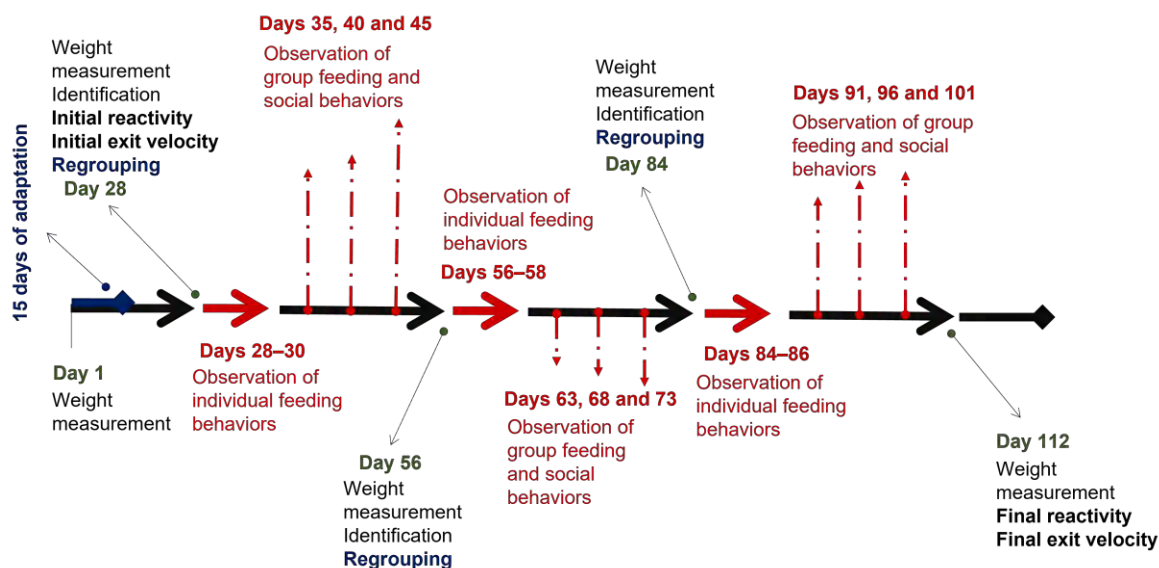 15 days of adaptation
Weight
measurement
Identification
Initial reactivity
Initial exit velocity
Regrouping
Day 28
Days 35, 40 and 45
Observation of
group feeding and
social behaviors
Observation of
individual feeding
behaviors
Days 56–58
Weight
measurement
Identification
Regrouping
Day 84
Days 91, 96 and 101
Observation of group
feeding and social
behaviors
Day 1
Weight
measurement
Days 28–30
Observation of
individual feeding
behaviors
Day 56
Weight
measurement
Identification
Regrouping
Days 63, 68 and 73
Observation of
group feeding
and social
behaviors
Days 84–86
Observation of
individual feeding
behaviors
Day 112
Weight
measurement
Final reactivity
Final exit velocity